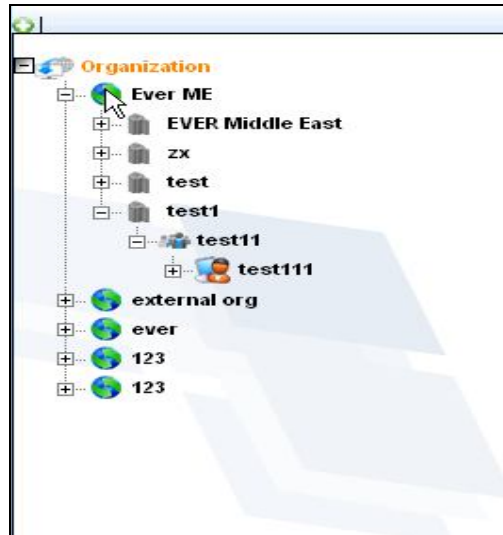 Organization
Ever ME
EVER Middle East
zx
test
test1
test11
test111
external org
ever
123
123